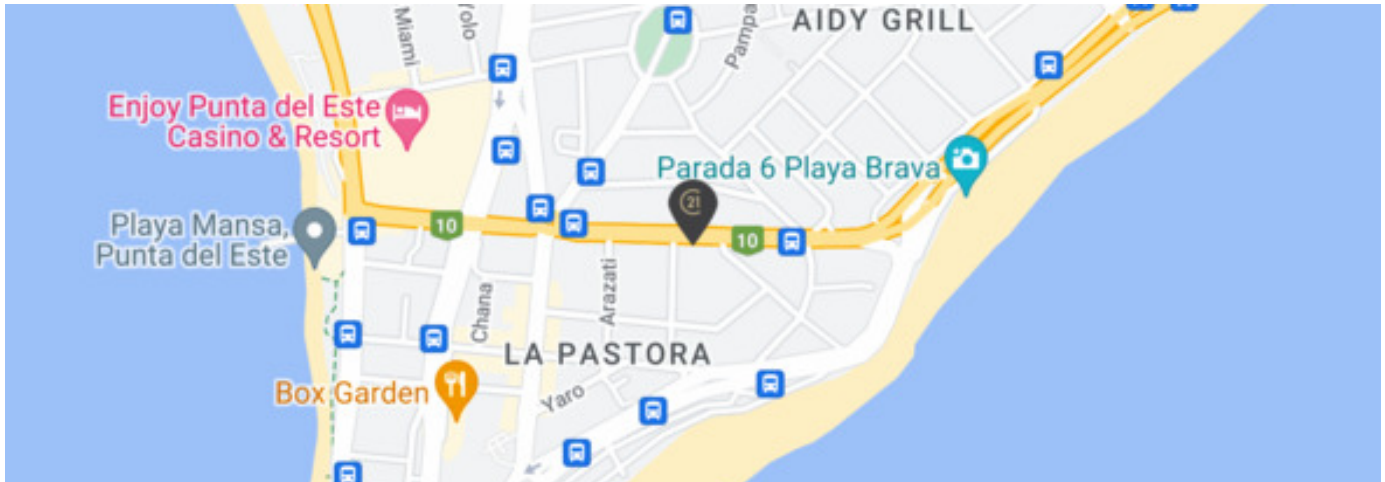 Miami
Yolo
Pampa
AIDY GRILL
Enjoy Punta del Este
Casino & Resort
Parada 6 Playa Brava
21
Playa Mansa,
Punta del Este
10
10
Chana
Arazati
LA PASTORA
Box Garden
Yaro